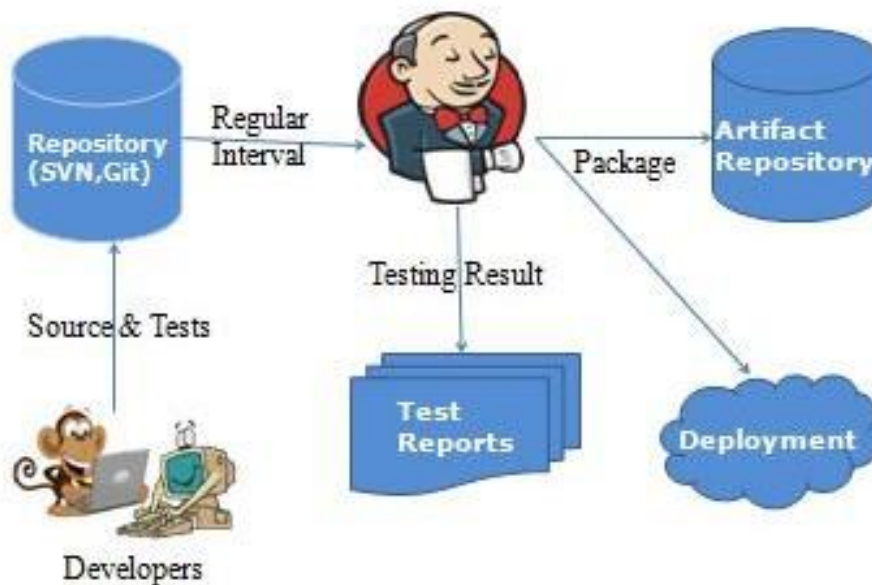 Repository
(SVN,Git)
Regular
Interval
Artifact
Repository
Package
Testing Result
Source & Tests
Test
Reports
Deployment
Developers